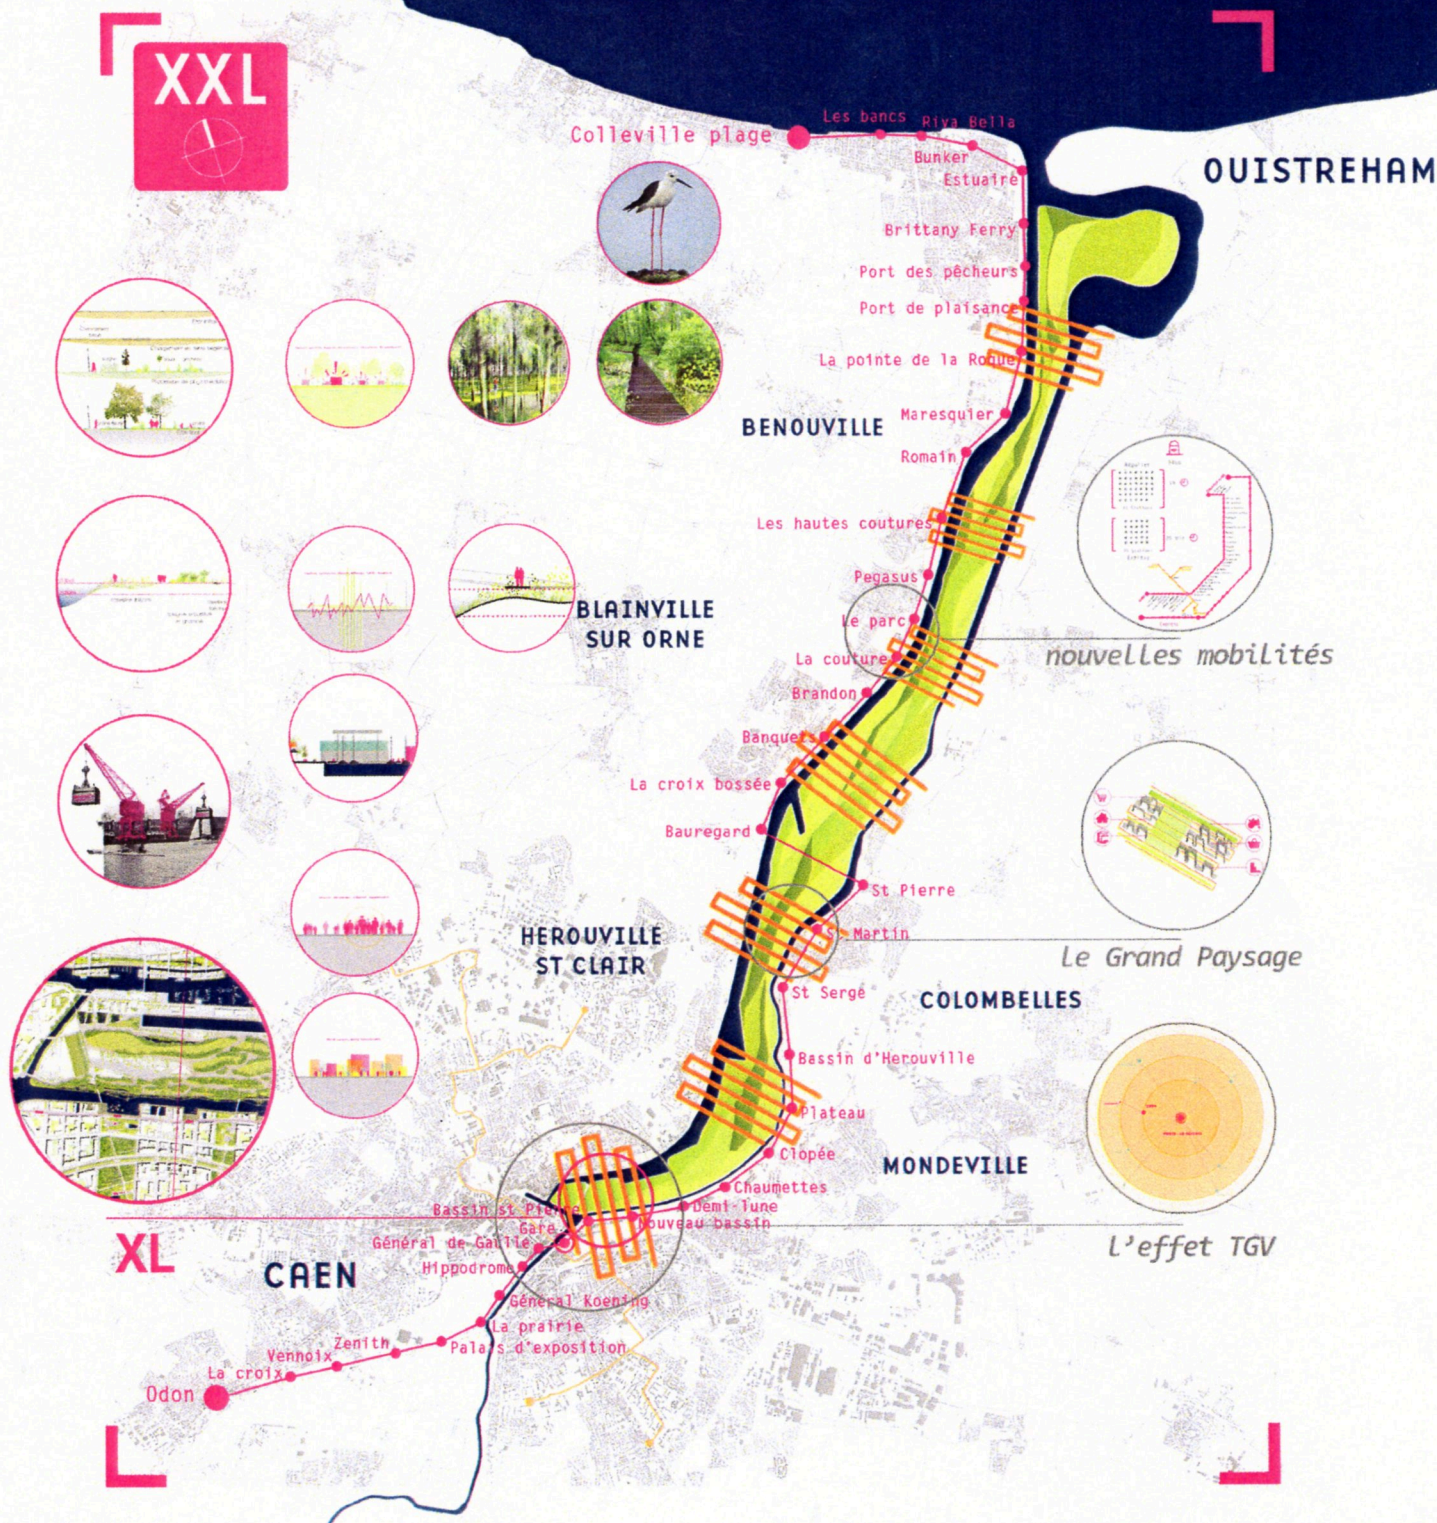 XXL
Colleville plage
Les bancs
Riva Bella
Bunker
Estuaire
OUISTREHAM
Brittany Ferry
Port des pêcheurs
Port de plaisance
La pointe de la Roque
Maresquier
BENOUVILLE
Romain
Les hautes coutures
Pegasus
Le parc
BLAINVILLE
SUR ORNE
La couture
nouvelles mobilités
Brandon
Banquets
La croix bossée
Bauregard
St Pierre
St Martin
HEROUVILLE
ST CLAIR
le Grand Paysage
St Serge
COLOMBELLES
Bassin d'Herouville
Plateau
Clopée
MONDEVILLE
Chaumettes
Demi-lune
Bassin st Pierre
Nouveau bassin
Gare
Général de Gaulle
l'effet TGV
XL
CAEN
Hippodrome
Général Koening
La prairie
Palais d'exposition
Zenith
Vennoix
La croix
Odon